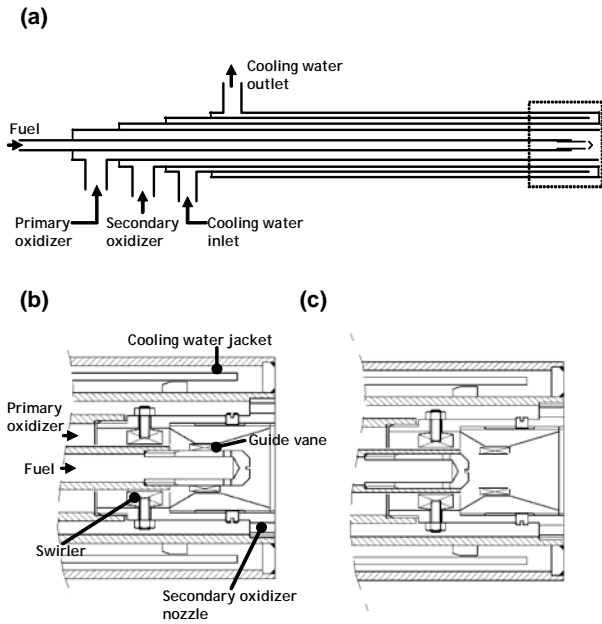 (a)
Cooling water
outlet
Fuel
Primary
oxidizer
Secondary
oxidizer
Cooling water
inlet
(b)
Cooling water jacket
Primary
oxidizer
Guide vane
Fuel
Swirler
Secondary oxidizer
nozzle
(c)